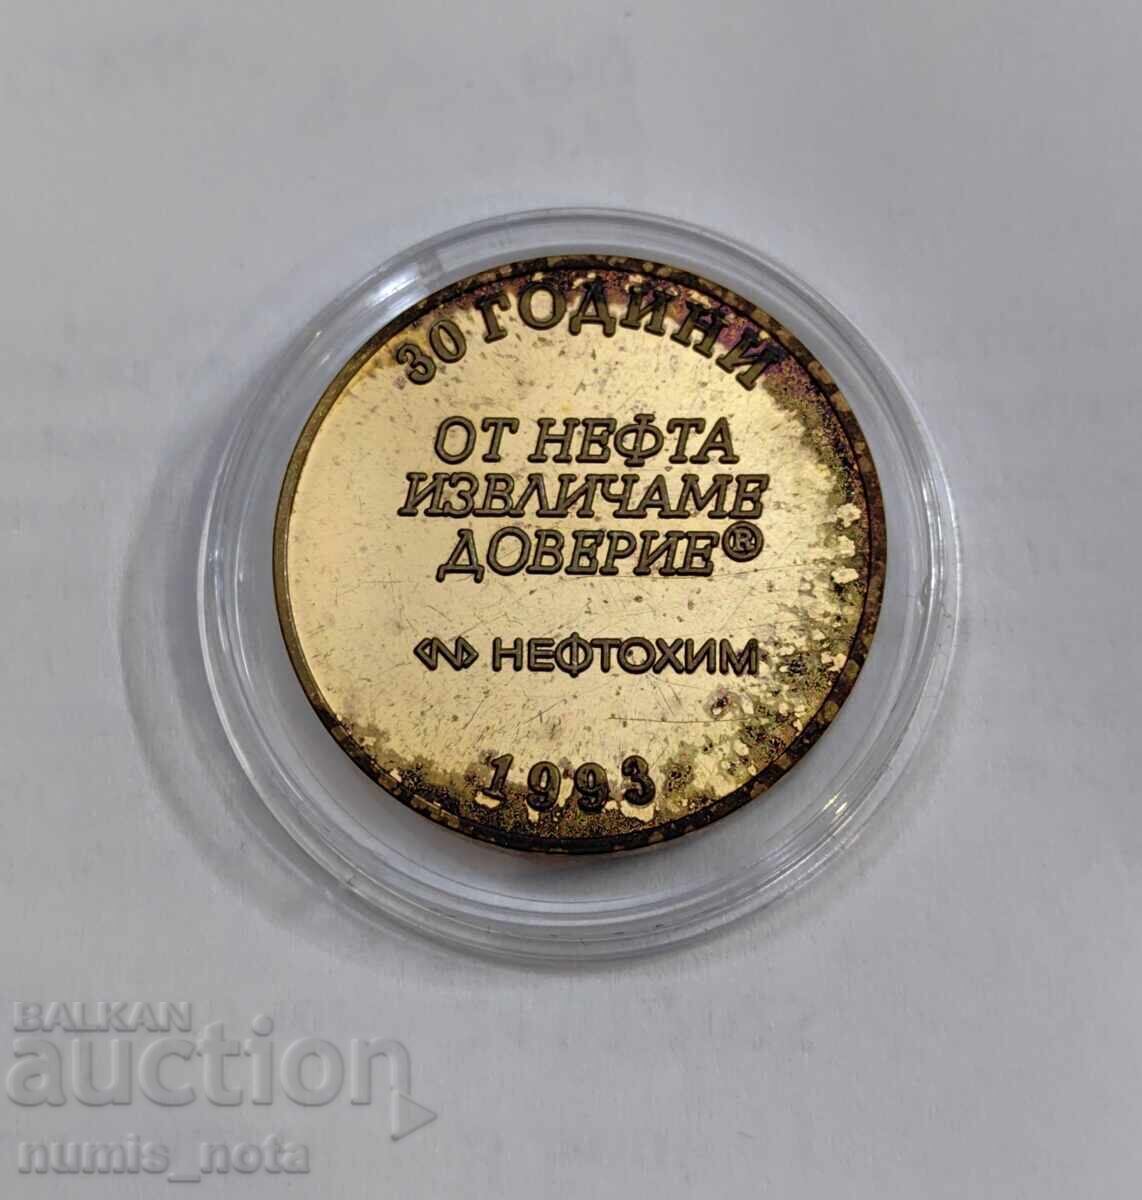 30 ГОДИНИ
ОТ НЕФТА
ИЗВЛИЧАМЕ
ДОВЕРИЕ®
НЕФТОХИМ
1993
BALKAN
auction
numis_nota